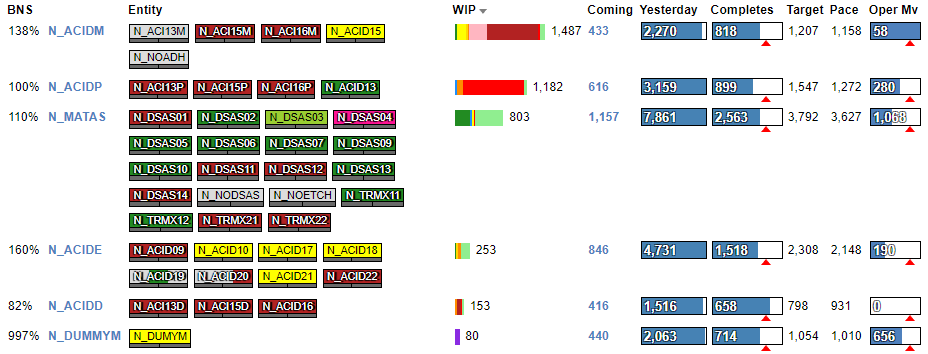 BNS Entity WIP Coming Yesterday Completes Target Pace Oper Mv
138% N_ACIDM N_ACI13M N_ACI15M N_ACI16M N_ACID15 1,487 433 2,270 818 1,207 1,158 58
N_NOADH
100% N_ACIDP N_ACI13P N_ACI15P N_ACI16P N_ACID13 1,182 616 3,159 899 1,547 1,272 280
110% N_MATAS N_DSAS01 N_DSAS02 N_DSAS03 N_DSAS04 803 1,157 7,861 2,563 3,792 3,627 1,068
N_DSAS05 N_DSAS06 N_DSAS07 N_DSAS09
N_DSAS10 N_DSAS11 N_DSAS12 N_DSAS13
N_DSAS14 N_NODSAS N_NOETCH N_TRMX11
N_TRMX12 N_TRMX21 N_TRMX22
160% N_ACIDE N_ACID09 N_ACID10 N_ACID17 N_ACID18 253 846 4,731 1,518 2,308 2,148 190
N_ACID19 N_ACID20 N_ACID21 N_ACID22
82% N_ACIDD N_ACI13D N_ACI15D N_ACID16 153 416 1,516 658 798 931 0
997% N_DUMMYM N_DUMYM 80 440 2,063 714 1,054 1,010 656